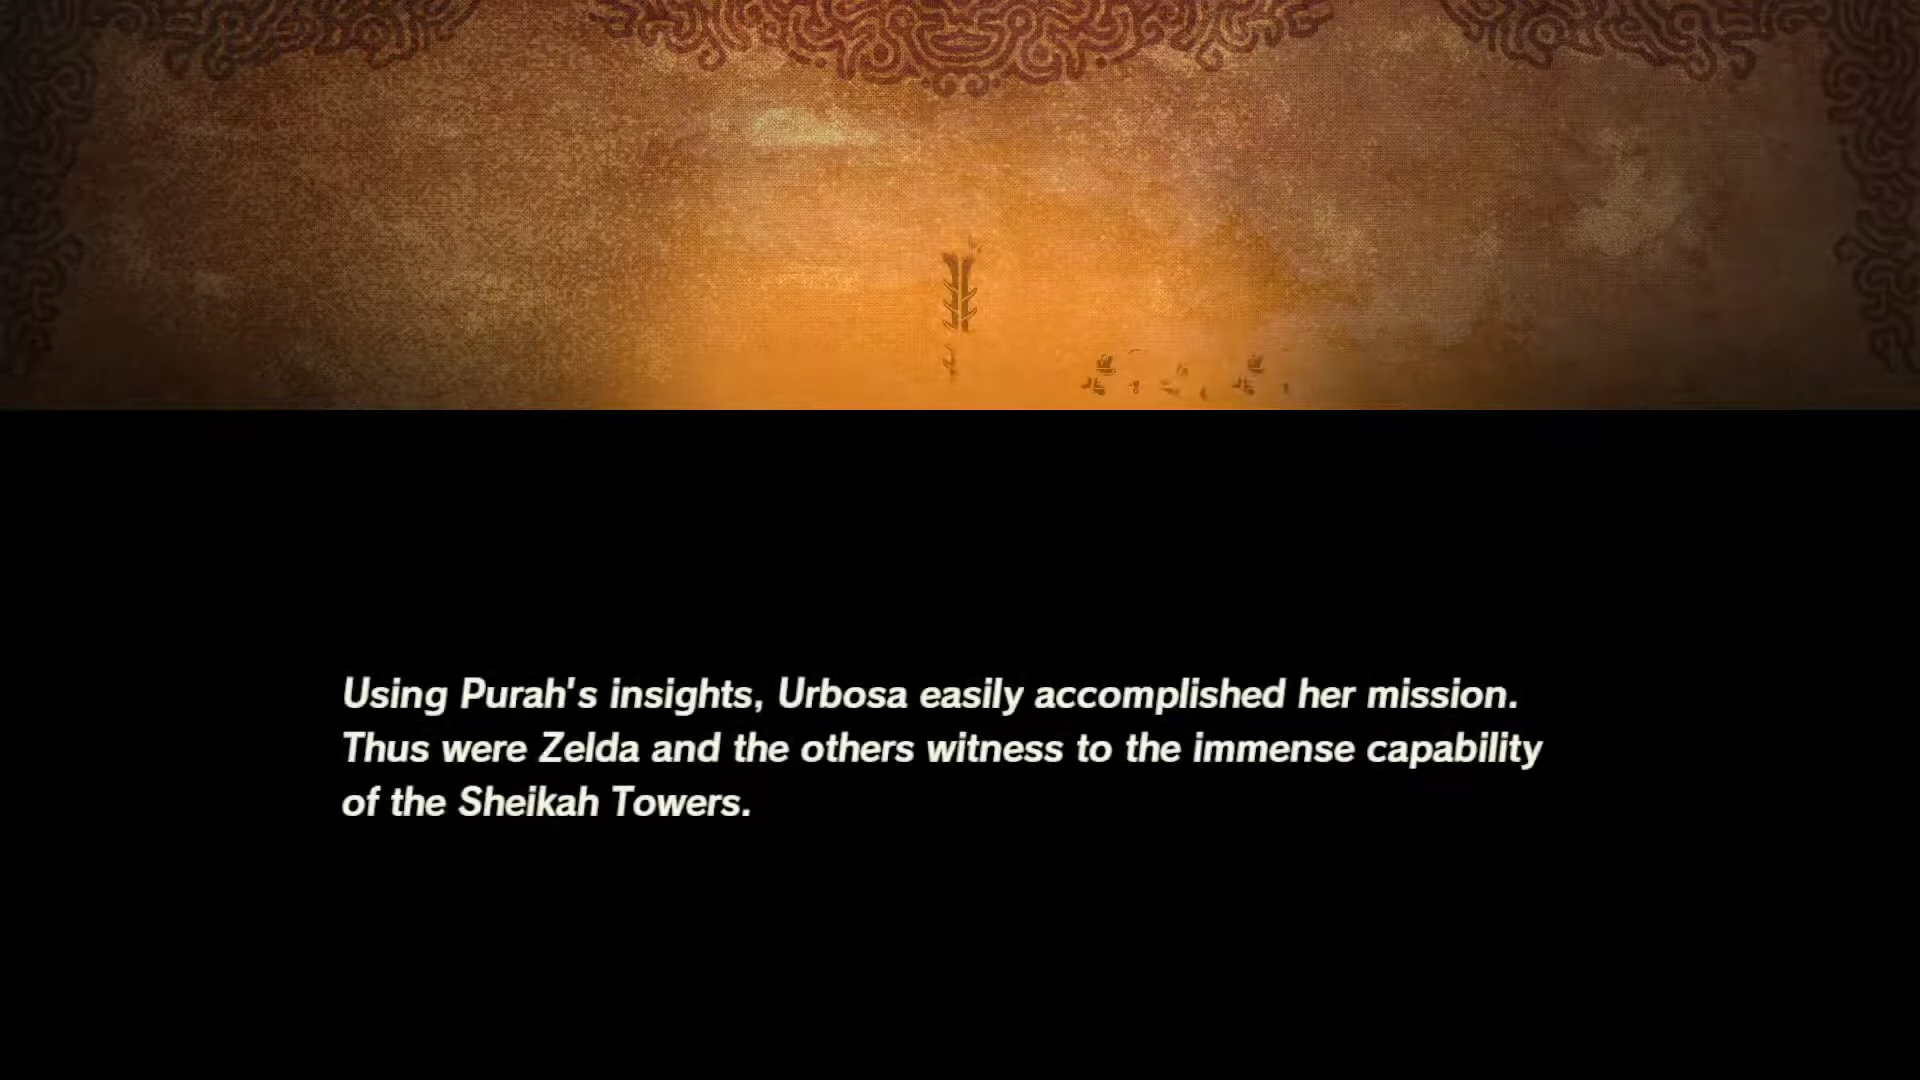 Using Purah's insights, Urbosa easily accomplished her mission.
Thus were Zelda and the others witness to the immense capability
of the Sheikah Towers.